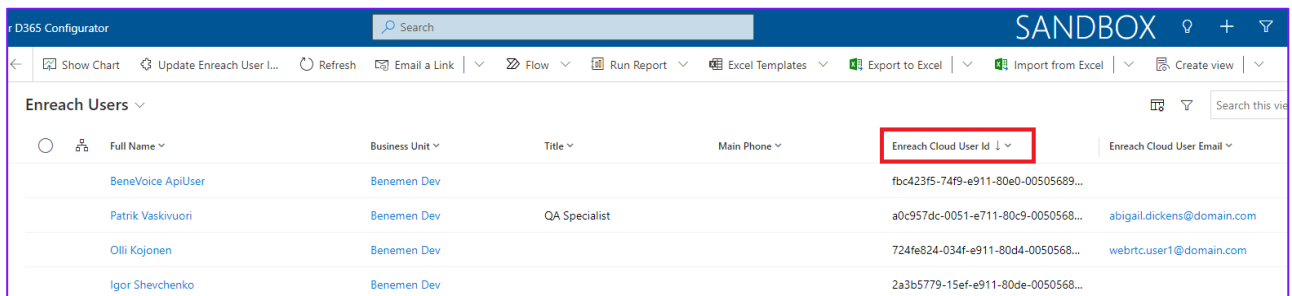 r D365 Configurator Search SANDBOX
Show Chart Update Enreach User I... Refresh Email a Link Flow Run Report Excel Templates Export to Excel Import from Excel Create view
Enreach Users Search this vie
Full Name Business Unit Title Main Phone Enreach Cloud User Id Enreach Cloud User Email
BeneVoice ApiUser Benemen Dev fbc423f5-74f9-e911-80e0-00505689...
Patrik Vaskivuori Benemen Dev QA Specialist a0c957dc-0051-e711-80c9-0050568... abigail.dickens@domain.com
Olli Kojonen Benemen Dev 724fe824-034f-e911-80d4-0050568... webrtc.user1@domain.com
Igor Shevchenko Benemen Dev 2a3b5779-15ef-e911-80de-0050568...